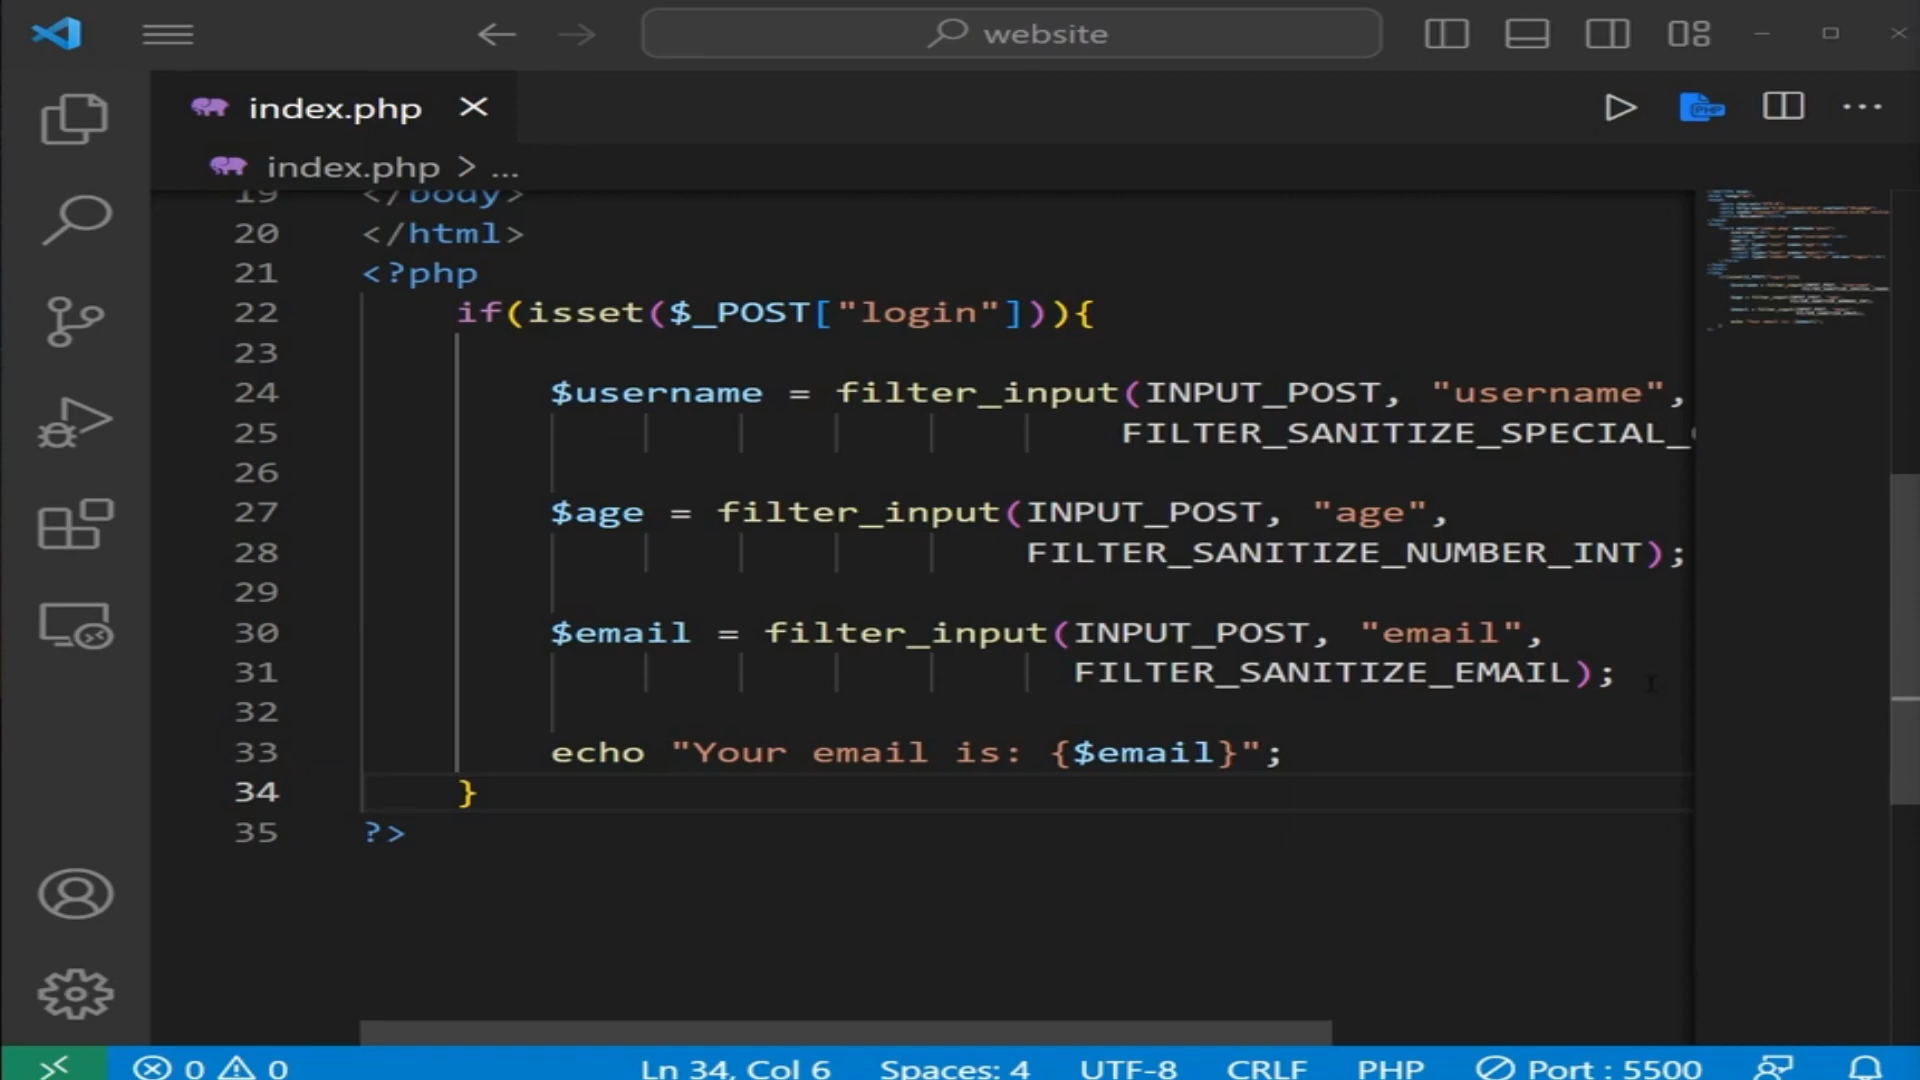 website
index.php
index.php > ...
19 </body>
20 </html>
21 <?php
22 if(isset($_POST["login"])){
23
24 $username = filter_input(INPUT_POST, "username",
25 FILTER_SANITIZE_SPECIAL_
26
27 $age = filter_input(INPUT_POST, "age",
28 FILTER_SANITIZE_NUMBER_INT);
29
30 $email = filter_input(INPUT_POST, "email",
31 FILTER_SANITIZE_EMAIL);
32
33 echo "Your email is: {$email}";
34 }
35 ?>
0 0 Ln 34, Col 6 Spaces: 4 UTF-8 CRLF PHP Port : 5500